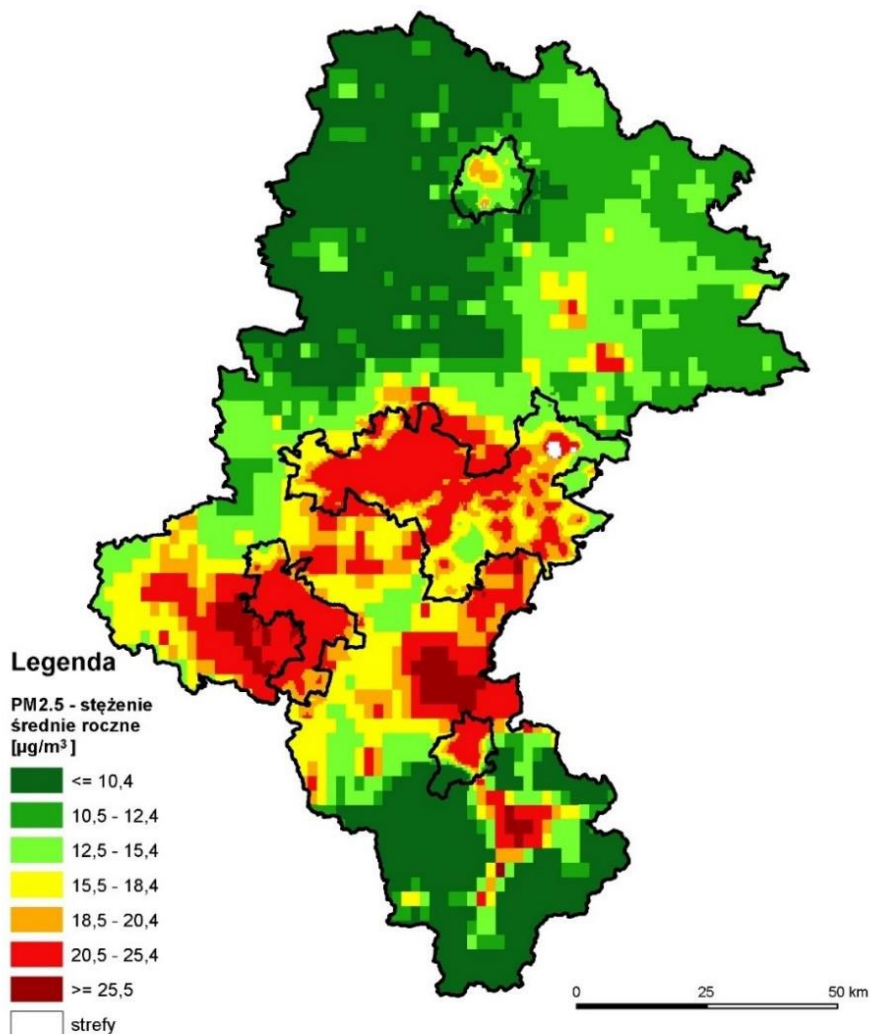 Legenda
PM2.5 - stężenie
średnie roczne
[µg/m³ ]
<= 10,4
10,5 - 12,4
12,5 - 15,4
15,5 - 18,4
18,5 - 20,4
20,5 - 25,4
>= 25,5
strefy
0 25 50 km